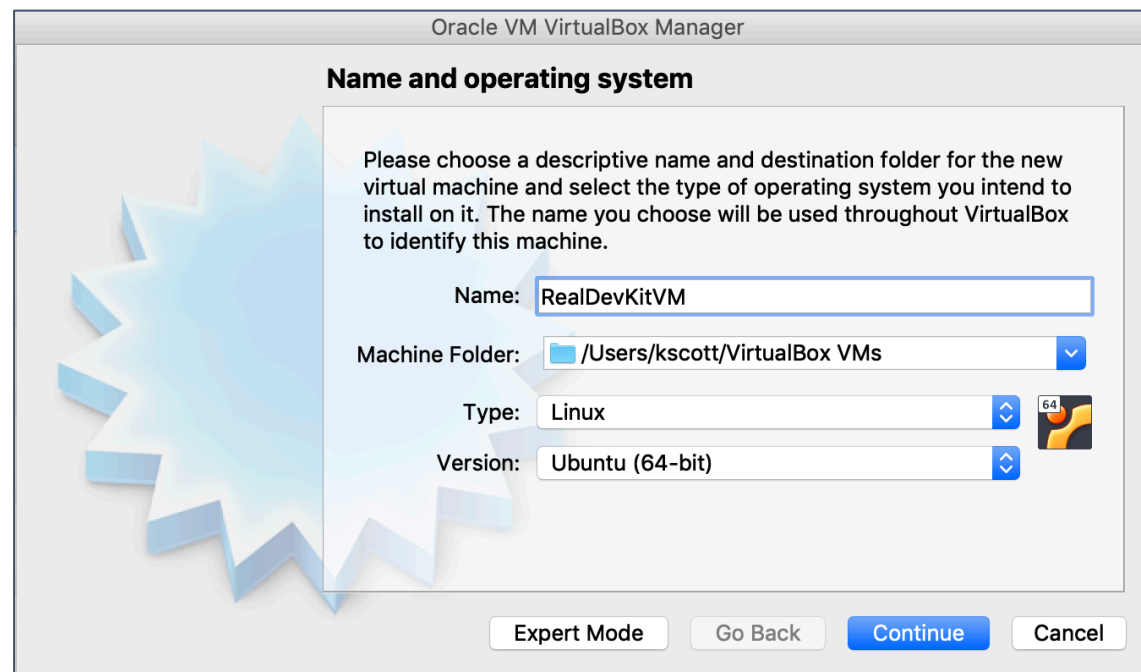 Oracle VM VirtualBox Manager
Name and operating system
Please choose a descriptive name and destination folder for the new
virtual machine and select the type of operating system you intend to
install on it. The name you choose will be used throughout VirtualBox
to identify this machine.
Name: RealDevKitVM
Machine Folder: /Users/kscott/VirtualBox VMs
Type: Linux
64
Version: Ubuntu (64-bit)
Expert Mode Go Back Continue Cancel